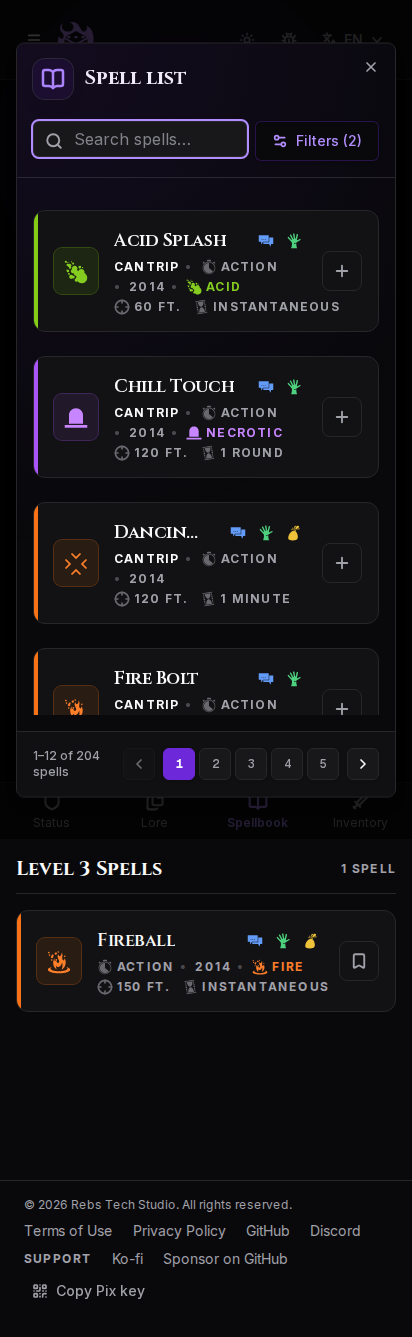 EN
Spell list
Search spells...
Filters (2)
Acid Splash
CANTRIP • ACTION
• 2014 • ACID
60 FT. INSTANTANEOUS
Chill Touch
CANTRIP • ACTION
• 2014 • NECROTIC
120 FT. 1 ROUND
Dancin...
CANTRIP • ACTION
• 2014
120 FT. 1 MINUTE
Fire Bolt
CANTRIP • ACTION
1–12 of 204
spells
1 2 3 4 5
Status Lore Spellbook Inventory
Level 3 Spells
1 SPELL
Fireball
ACTION • 2014 • FIRE
150 FT. INSTANTANEOUS
© 2026 Rebs Tech Studio. All rights reserved.
Terms of Use Privacy Policy GitHub Discord
SUPPORT Ko-fi Sponsor on GitHub
Copy Pix key